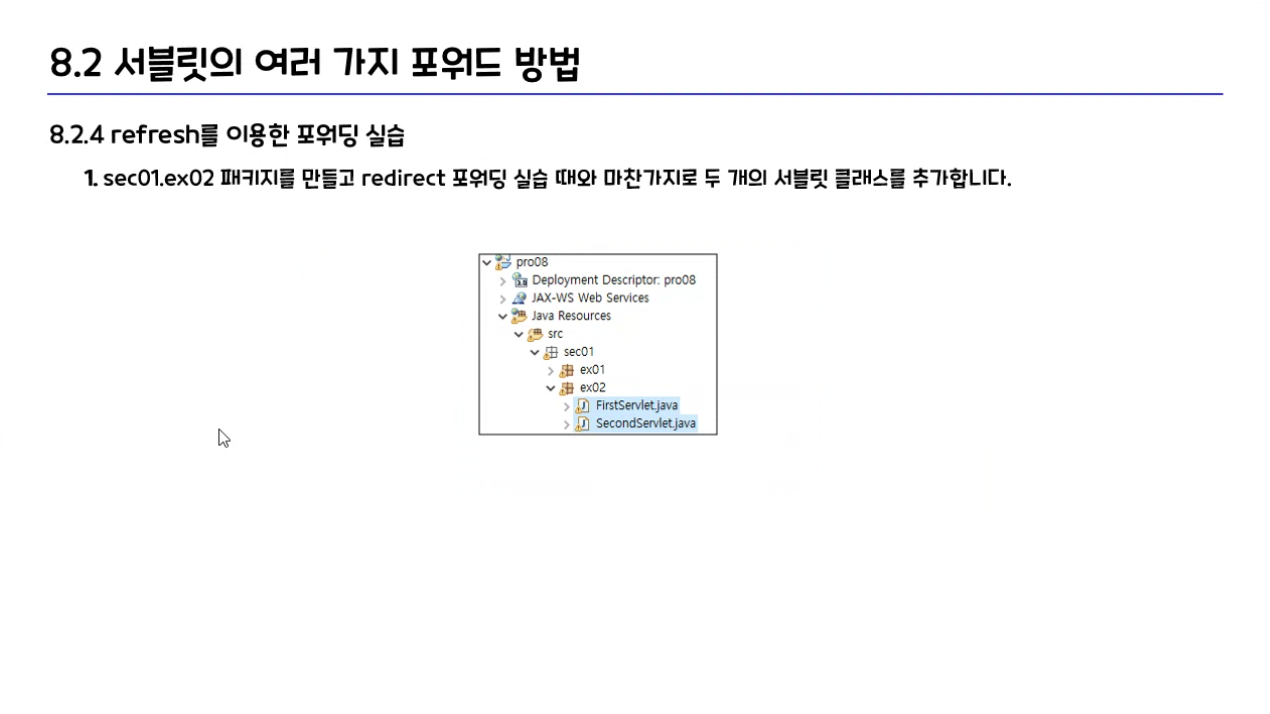 8.2 서블릿의 여러 가지 포워드 방법
8.2.4 refresh를 이용한 포워딩 실습
1. sec01.ex02 패키지를 만들고 redirect 포워딩 실습 때와 마찬가지로 두 개의 서블릿 클래스를 추가합니다.
pro08
Deployment Descriptor: pro08
JAX-WS Web Services
Java Resources
src
sec01
ex01
ex02
FirstServlet.java
SecondServlet.java